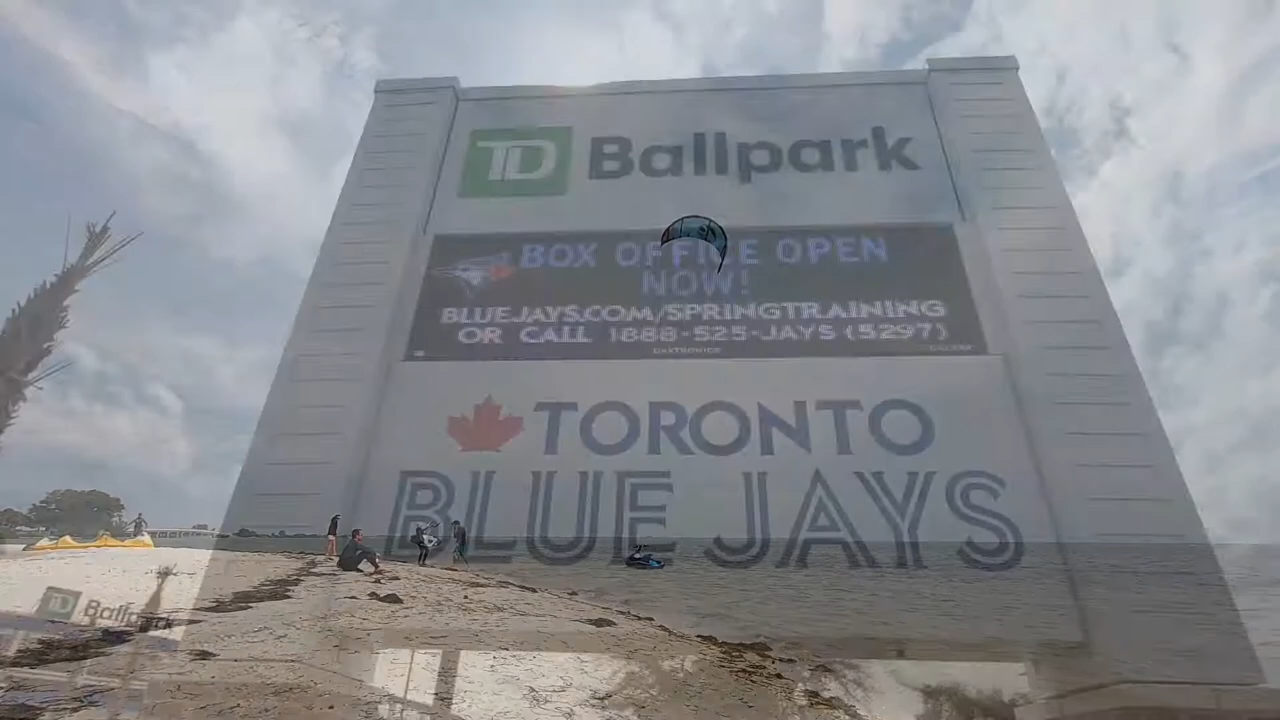 TD Ballpark
BOX OFFICE OPEN
NOW!
BLUEJAYS.COM/SPRINGTRAINING
OR CALL 1888-525-JAYS (5297)
DAKTRONICS
TORONTO
BLUE JAYS
TD Ballpark